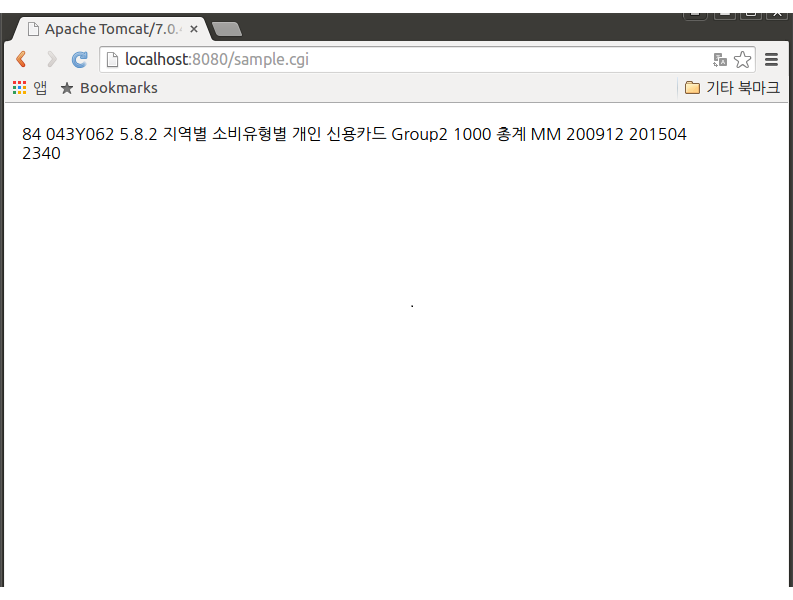 Apache Tomcat/7.0.
localhost:8080/sample.cgi
앱 Bookmarks 기타 북마크
84 043Y062 5.8.2 지역별 소비유형별 개인 신용카드 Group2 1000 총계 MM 200912 201504
2340